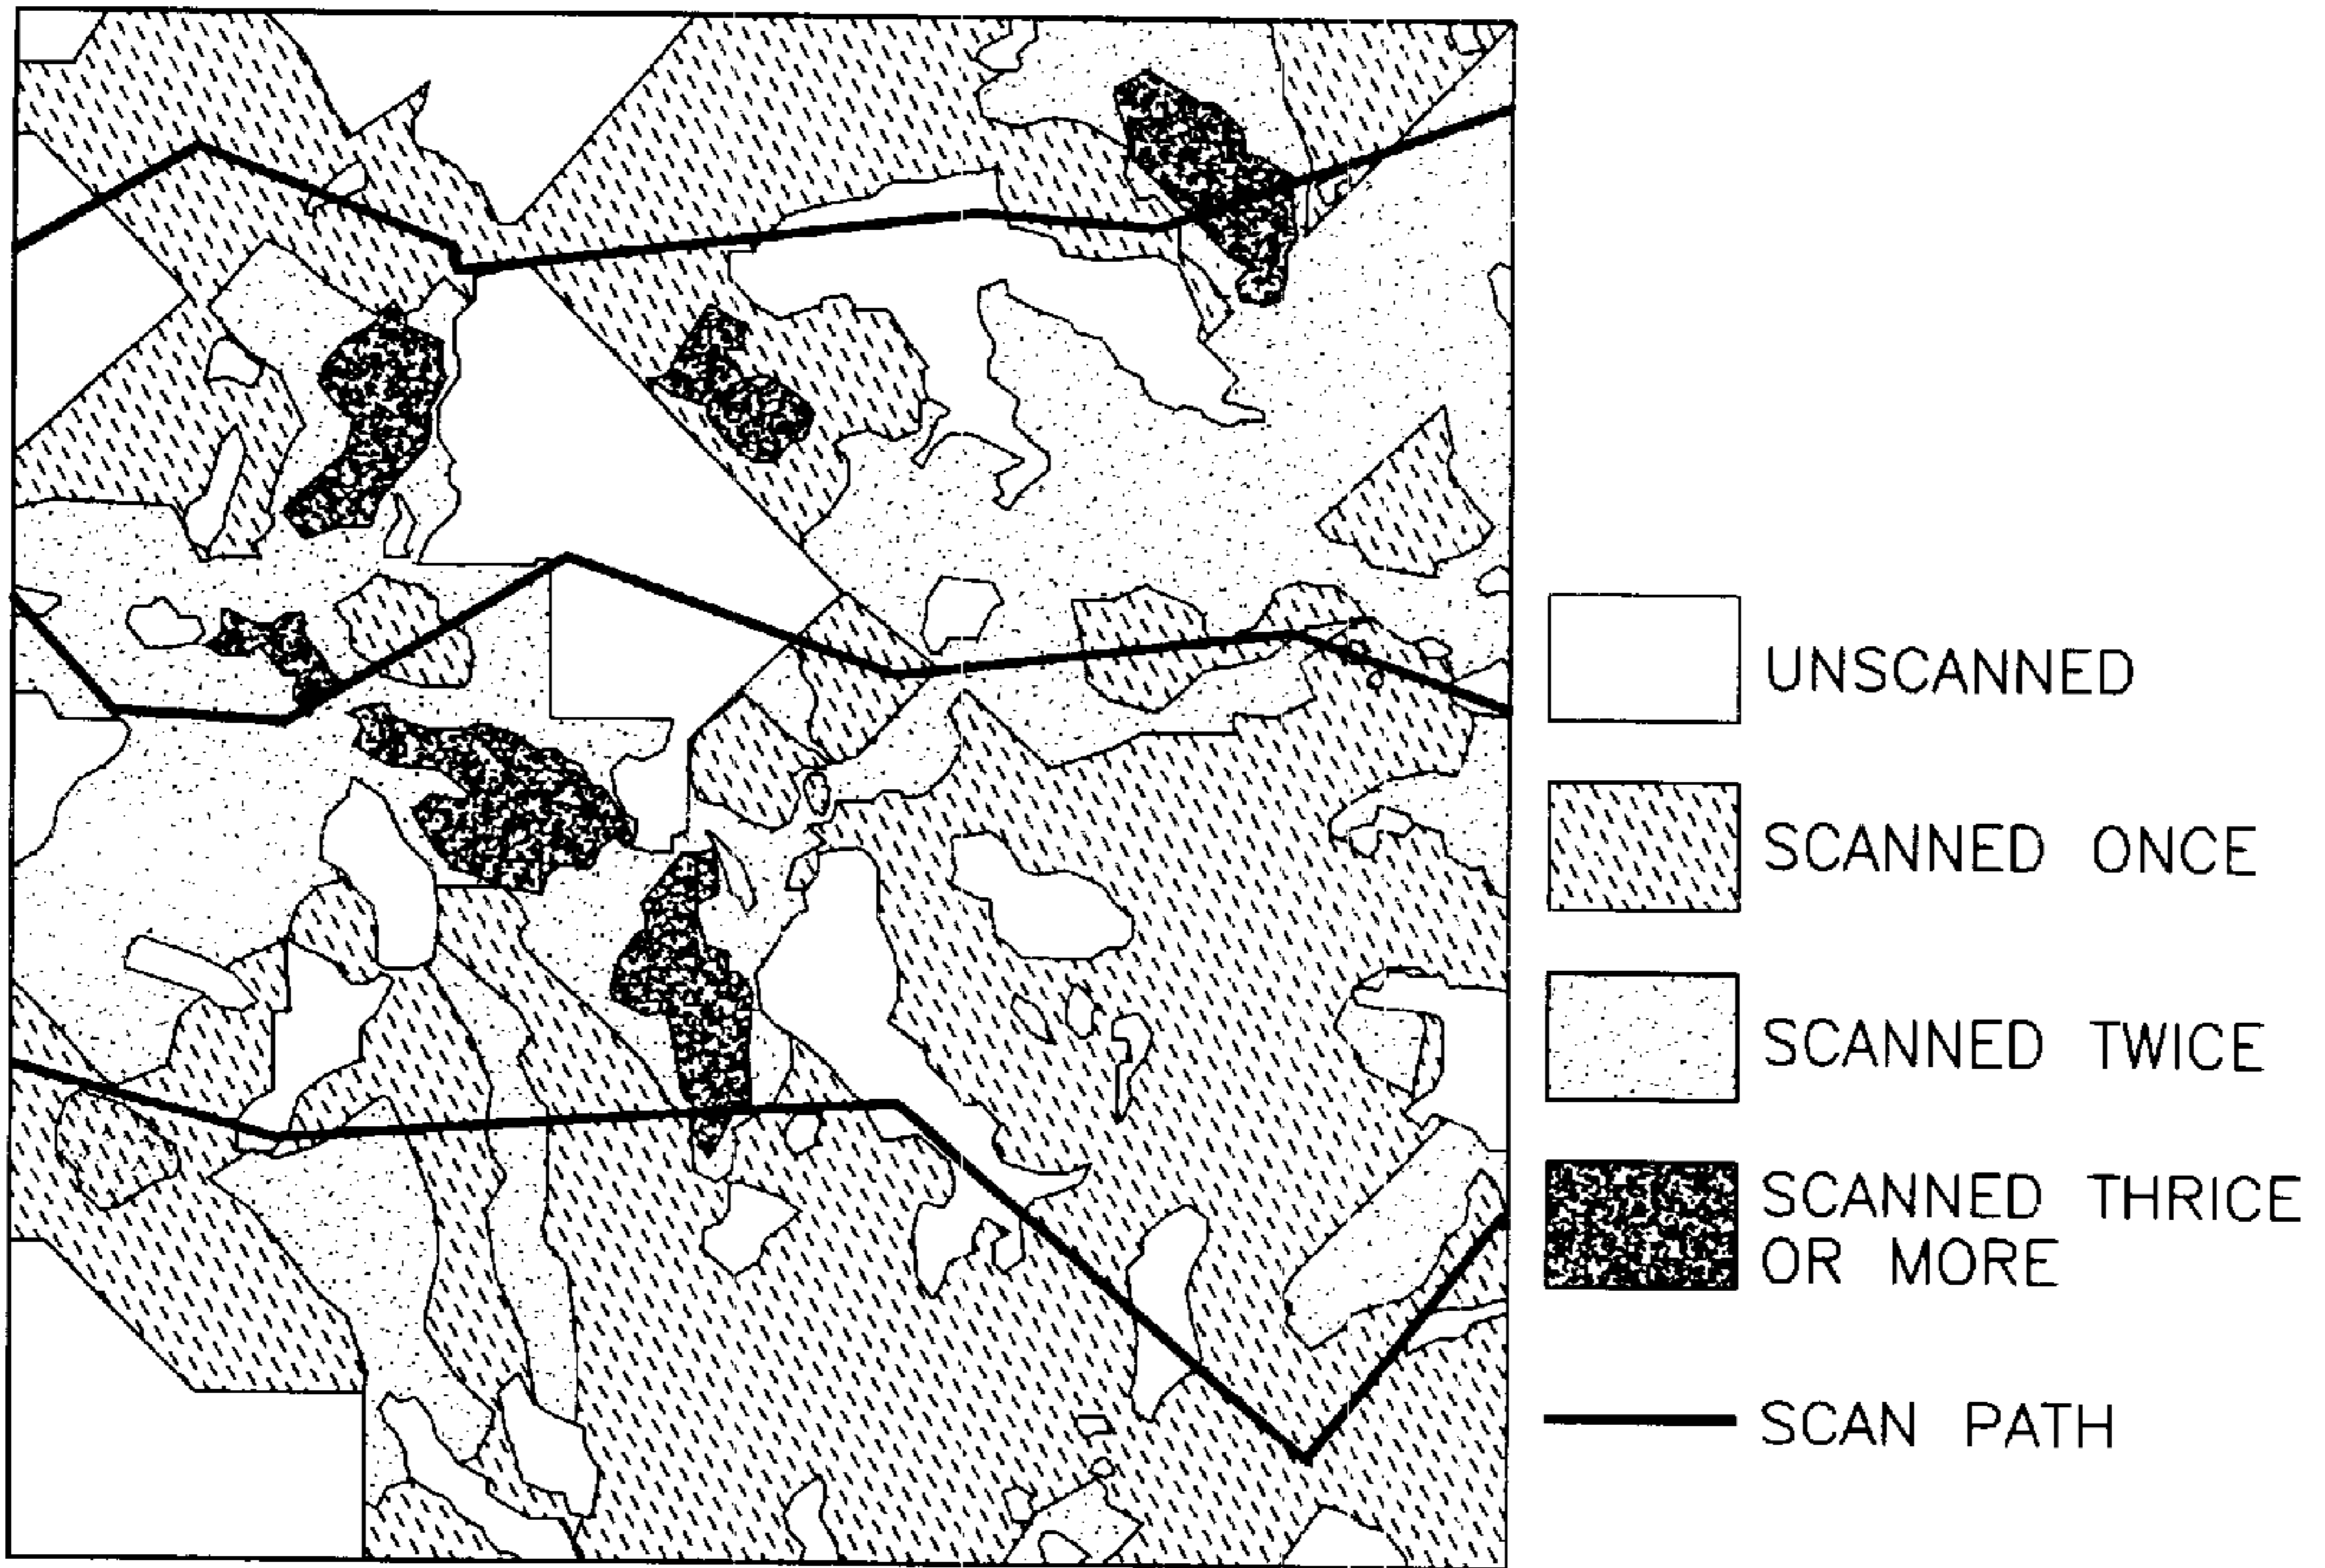 UNSCANNED
SCANNED ONCE
SCANNED TWICE
SCANNED THRICE
OR MORE
SCAN PATH